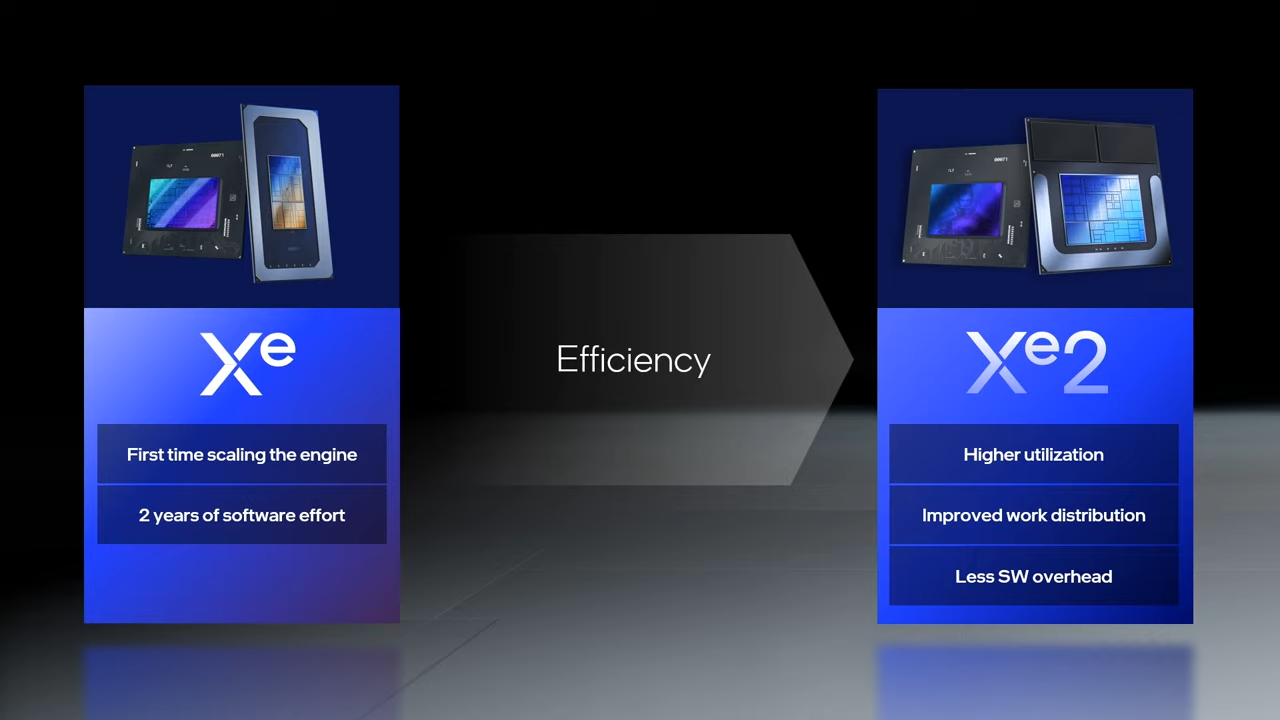 Xe
First time scaling the engine
2 years of software effort
Efficiency
Xe2
Higher utilization
Improved work distribution
Less SW overhead